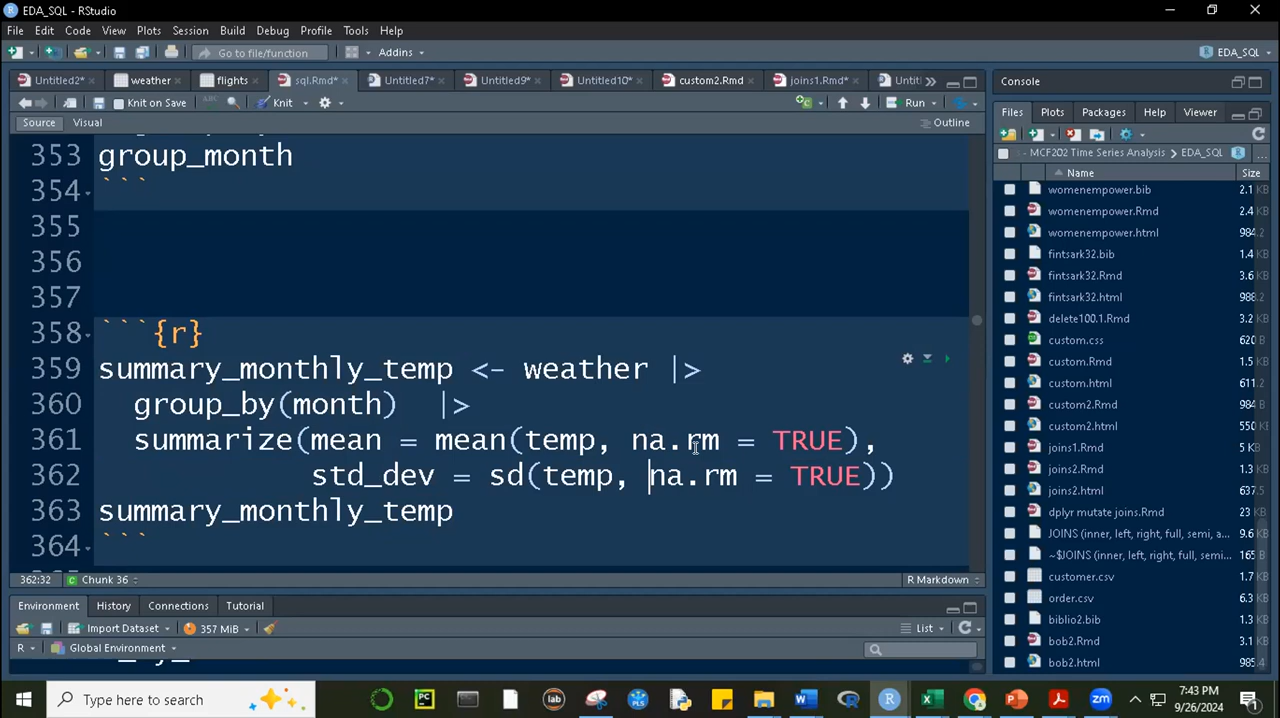 EDA_SQL - RStudio
File Edit Code View Plots Session Build Debug Profile Tools Help
Go to file/function Addins EDA_SQL
Untitled2* weather flights sql.Rmd* Untitled7* Untitled9* Untitled10* custom2.Rmd joins1.Rmd* Untitl
Console
Knit on Save ABC Knit Run
Files Plots Packages Help Viewer
Source Visual Outline
MCF202 Time Series Analysis EDA_SQL ...
Name Size
353 group_month
354 ```
355
356
357
358 ```{r}
359 summary_monthly_temp <- weather |>
360 group_by(month) |>
361 summarize(mean = mean(temp, na.rm = TRUE),
362 std_dev = sd(temp, na.rm = TRUE))
363 summary_monthly_temp
364 ```
362:32 Chunk 36 R Markdown
womenempower.bib 2.1
womenempower.Rmd 2.4 KB
womenempower.html 984.
fintsark32.bib 1.4 KB
fintsark32.Rmd 3.6 KB
fintsark32.html 988.
delete100.1.Rmd 3.2 KB
custom.css 1.7 KB
custom.Rmd 1.5 KB
custom.html 611.
custom2.Rmd 984 B
custom2.html 550 K
joins1.Rmd 4.2 KB
joins2.Rmd 4.2 KB
joins2.html 637.
dplyr mutate joins.Rmd 23 KB
JOINS (inner, left, right, full, semi, a... 9.6 KB
~$JOINS (inner, left, right, full, semi... 165 B
customer.csv 1.7 KB
order.csv 6.3 KB
biblio2.bib 1.3 KB
bob2.Rmd 3.1 KB
bob2.html 985.
Environment History Connections Tutorial
Import Dataset 357 MiB List
R Global Environment
Type here to search
PC lab PLS zm
7:43 PM
9/26/2024